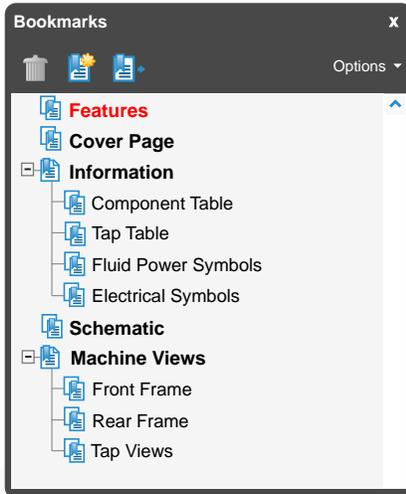 Bookmarks x
Options
Features
Cover Page
Information
Component Table
Tap Table
Fluid Power Symbols
Electrical Symbols
Schematic
Machine Views
Front Frame
Rear Frame
Tap Views